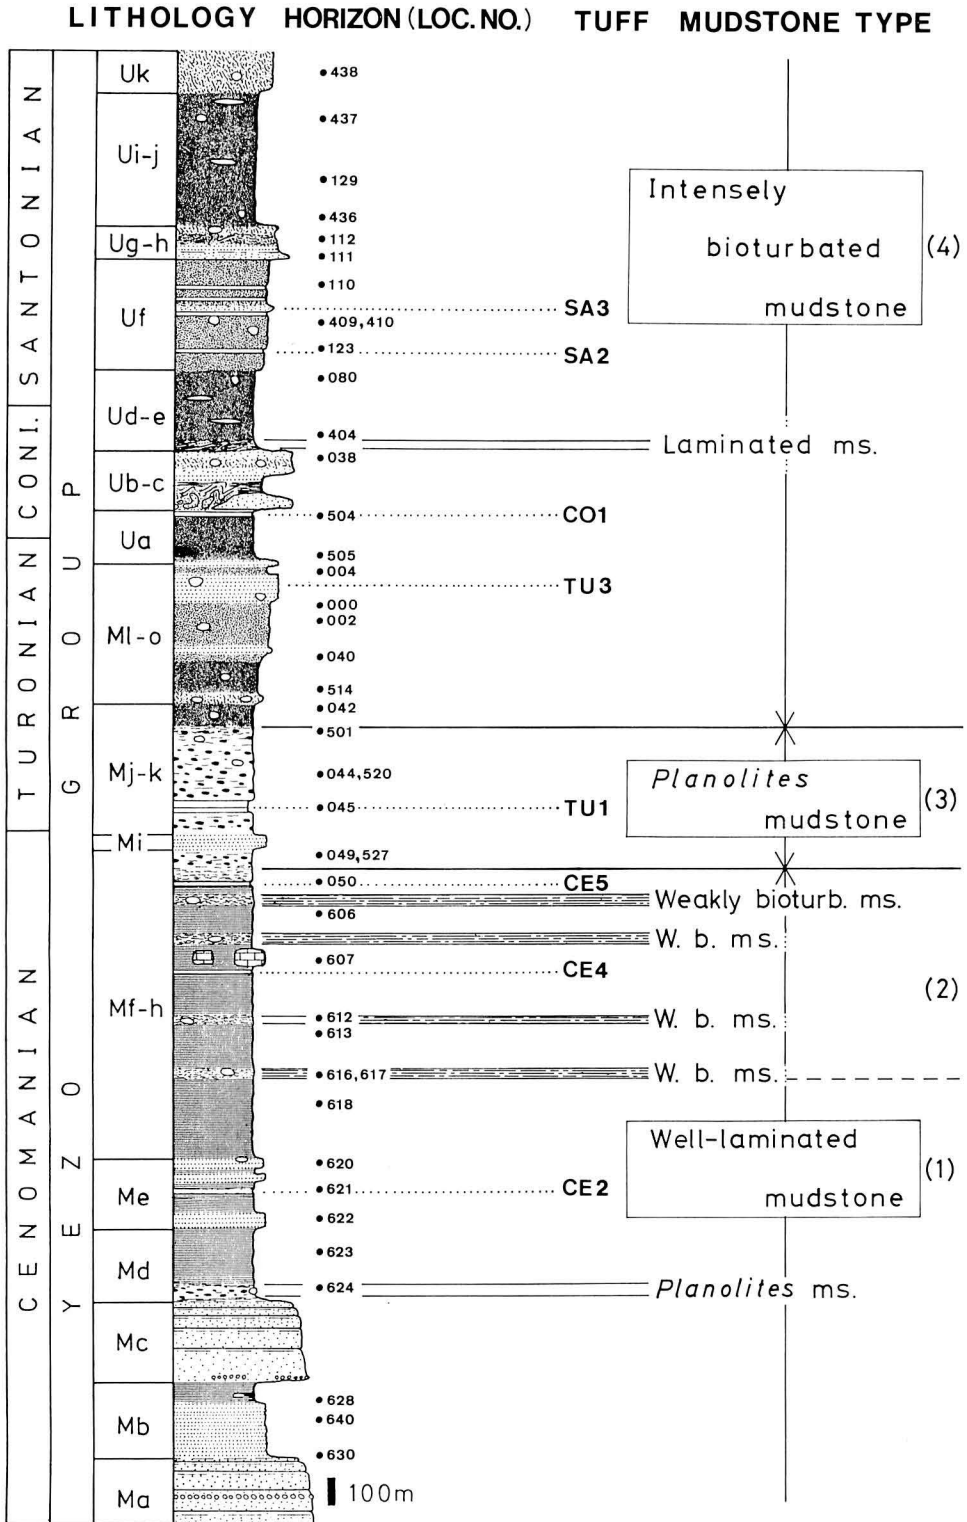 LITHOLOGY HORIZON (LOC. NO.) TUFF MUDSTONE TYPE
SANTONIAN
CONI.
TURONIAN
CENOMANIAN
YEZO GROUP
Uk
Ui-j
Ug-h
Uf
Ud-e
Ub-c
Ua
Ml-o
Mj-k
Mi
Mf-h
Me
Md
Mc
Mb
Ma
438
437
129
436
112
111
110
409,410
123
080
404
038
504
505
004
000
002
040
514
042
501
044,520
045
049,527
050
606
607
612
613
616,617
618
620
621
622
623
624
628
640
630
100m
SA3
SA2
CO1
TU3
TU1
CE5
CE4
CE2
Intensely
bioturbated
mudstone
(4)
Laminated ms.
Planolites
mudstone
(3)
Weakly bioturb. ms.
W. b. ms.
(2)
W. b. ms.
W. b. ms.
Well-laminated
mudstone
(1)
Planolites ms.